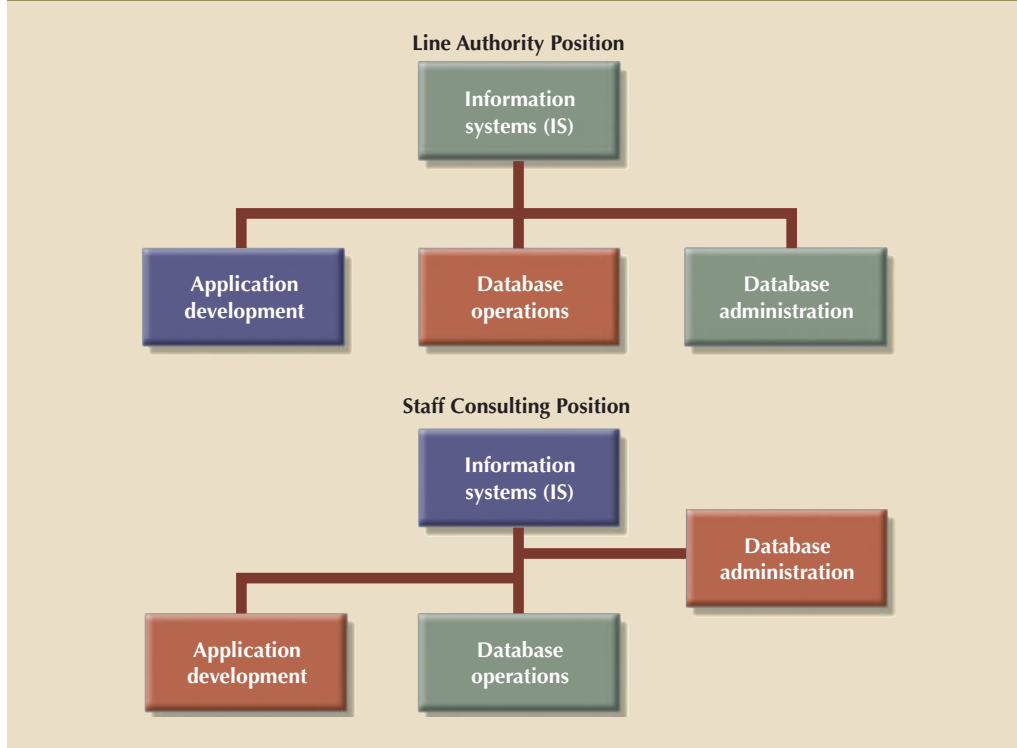 Line Authority Position
Information
systems (IS)
Application
development
Database
operations
Database
administration
Staff Consulting Position
Information
systems (IS)
Database
administration
Application
development
Database
operations